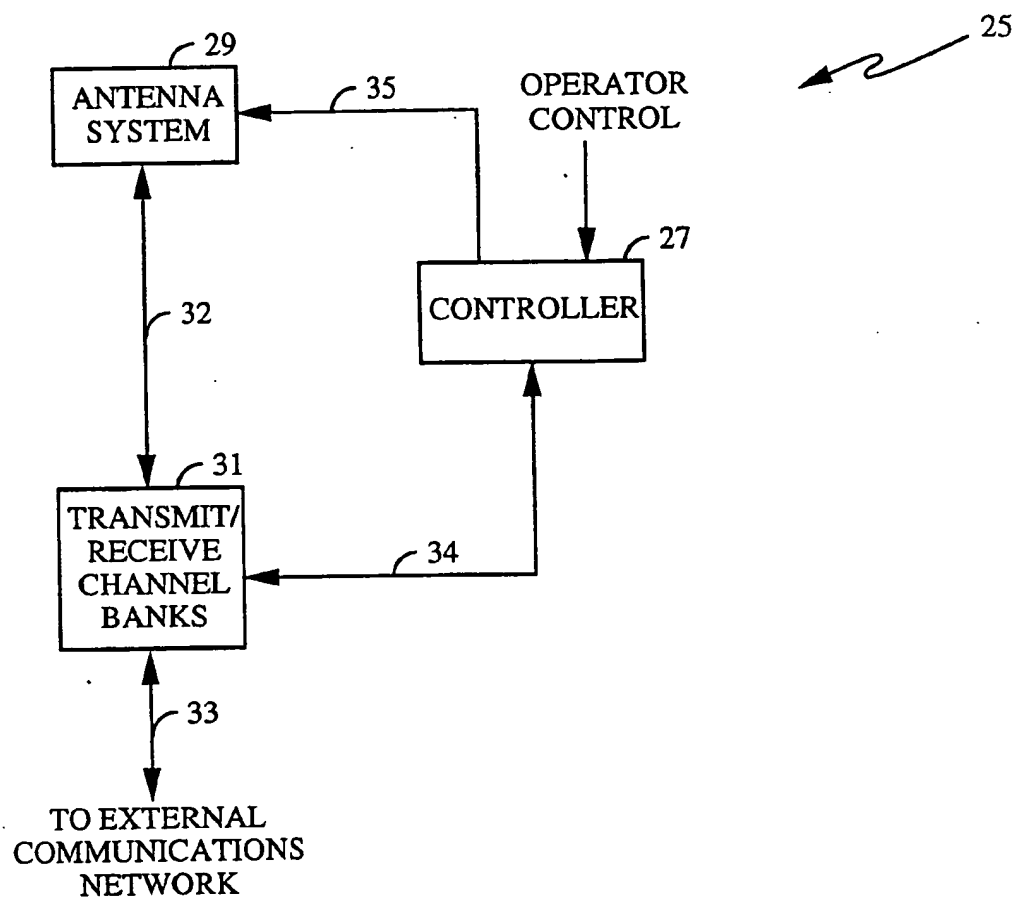 25
29
ANTENNA
SYSTEM
35
OPERATOR
CONTROL
27
CONTROLLER
32
31
TRANSMIT/
RECEIVE
CHANNEL
BANKS
34
33
TO EXTERNAL
COMMUNICATIONS
NETWORK